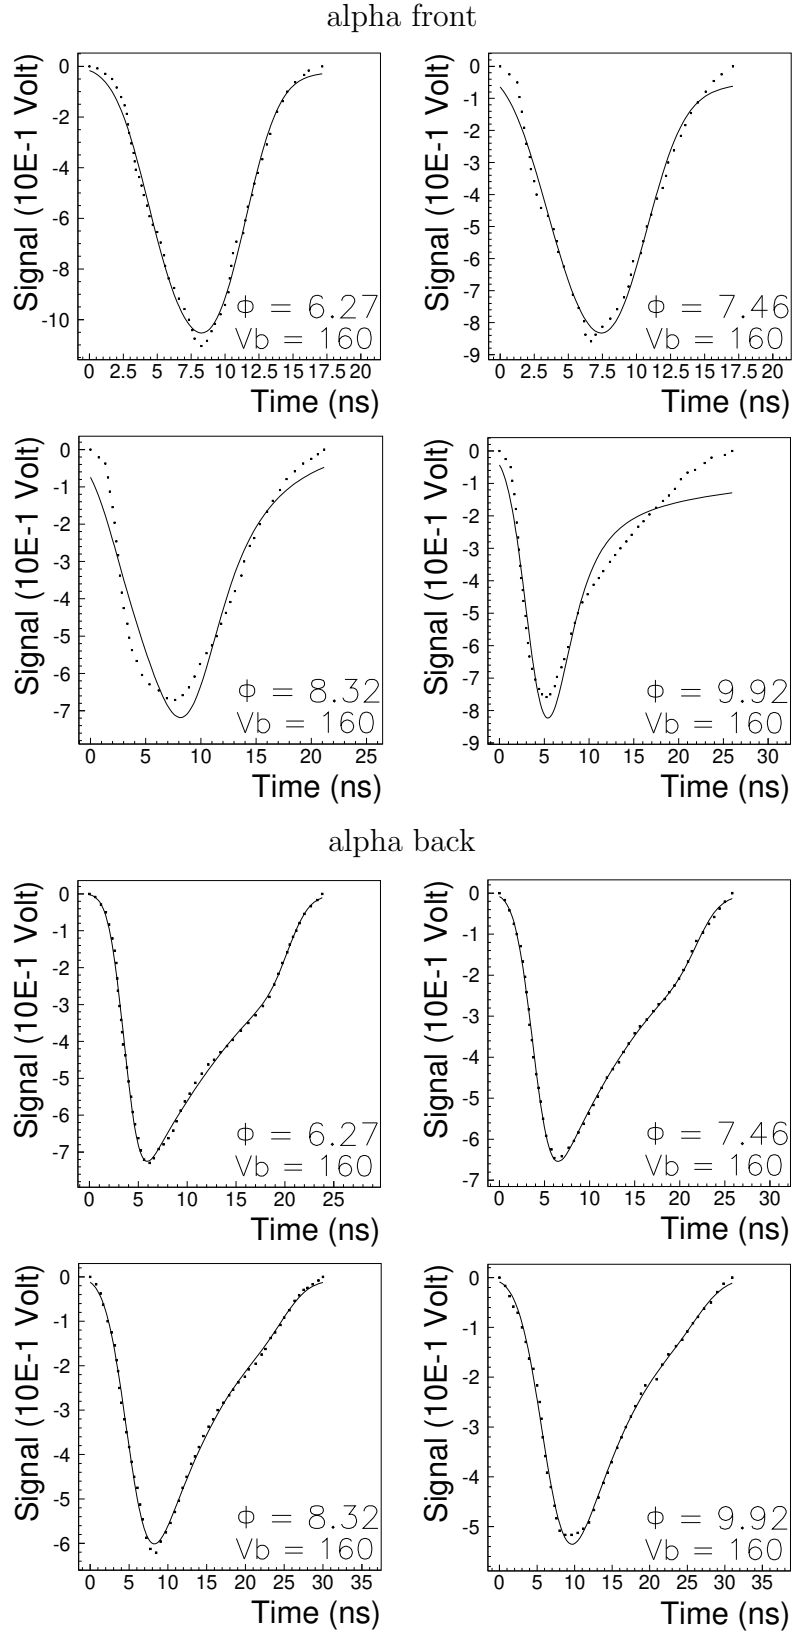 alpha front
Signal (10E-1 Volt)
0
-2
-4
-6
-8
-10
Φ = 6.27
Vb = 160
0 2.5 5 7.5 10 12.5 15 17.5 20
Time (ns)
Signal (10E-1 Volt)
0
-1
-2
-3
-4
-5
-6
-7
-8
-9
Φ = 7.46
Vb = 160
0 2.5 5 7.5 10 12.5 15 17.5 20
Time (ns)
Signal (10E-1 Volt)
0
-1
-2
-3
-4
-5
-6
-7
Φ = 8.32
Vb = 160
0 5 10 15 20 25
Time (ns)
Signal (10E-1 Volt)
0
-1
-2
-3
-4
-5
-6
-7
-8
-9
Φ = 9.92
Vb = 160
0 5 10 15 20 25 30
Time (ns)
alpha back
Signal (10E-1 Volt)
0
-1
-2
-3
-4
-5
-6
-7
Φ = 6.27
Vb = 160
0 5 10 15 20 25
Time (ns)
Signal (10E-1 Volt)
0
-1
-2
-3
-4
-5
-6
-7
Φ = 7.46
Vb = 160
0 5 10 15 20 25 30
Time (ns)
Signal (10E-1 Volt)
0
-1
-2
-3
-4
-5
-6
Φ = 8.32
Vb = 160
0 5 10 15 20 25 30 35
Time (ns)
Signal (10E-1 Volt)
0
-1
-2
-3
-4
-5
Φ = 9.92
Vb = 160
0 5 10 15 20 25 30 35
Time (ns)